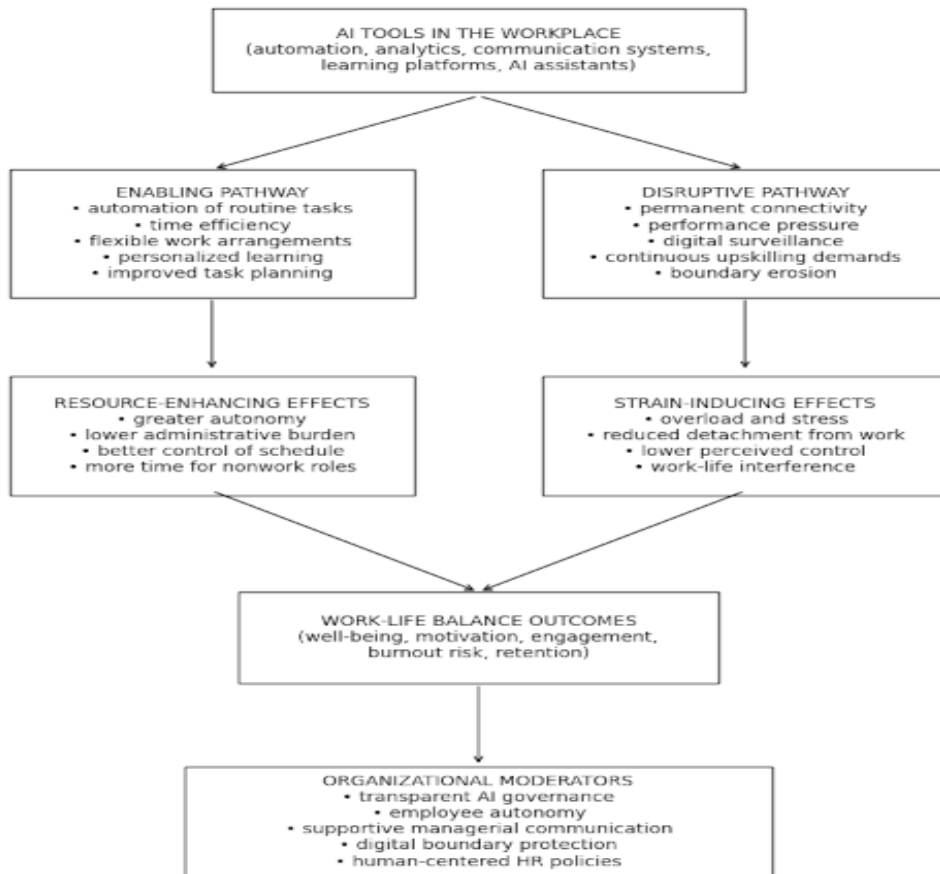 AI TOOLS IN THE WORKPLACE
(automation, analytics, communication systems,
learning platforms, AI assistants)
ENABLING PATHWAY
• automation of routine tasks
• time efficiency
• flexible work arrangements
• personalized learning
• improved task planning
DISRUPTIVE PATHWAY
• permanent connectivity
• performance pressure
• digital surveillance
• continuous upskilling demands
• boundary erosion
RESOURCE-ENHANCING EFFECTS
• greater autonomy
• lower administrative burden
• better control of schedule
• more time for nonwork roles
STRAIN-INDUCING EFFECTS
• overload and stress
• reduced detachment from work
• lower perceived control
• work-life interference
WORK-LIFE BALANCE OUTCOMES
(well-being, motivation, engagement,
burnout risk, retention)
ORGANIZATIONAL MODERATORS
• transparent AI governance
• employee autonomy
• supportive managerial communication
• digital boundary protection
• human-centered HR policies